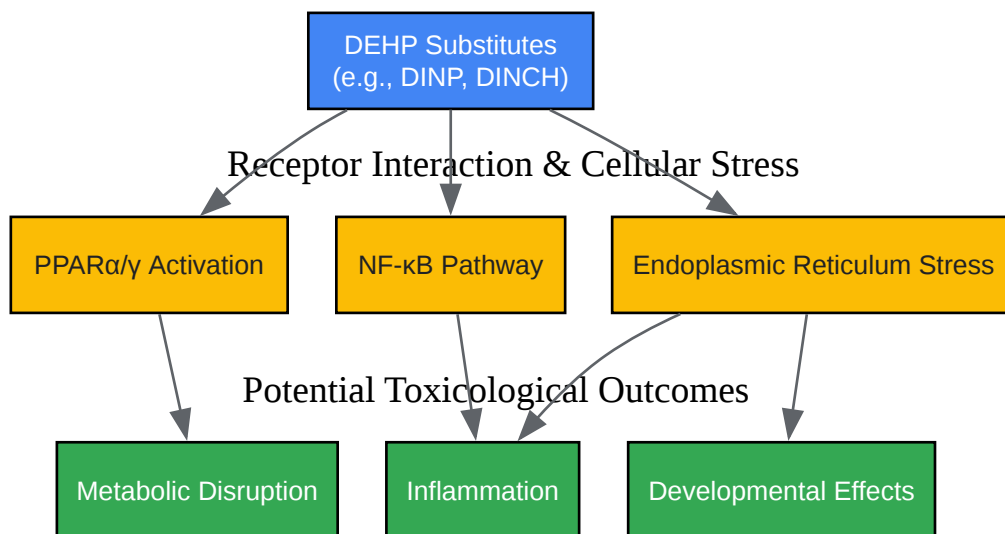 DEHP Substitutes
(e.g., DINP, DINCH)
Receptor Interaction & Cellular Stress
PPARα/γ Activation
NF-κB Pathway
Endoplasmic Reticulum Stress
Potential Toxicological Outcomes
Metabolic Disruption
Inflammation
Developmental Effects